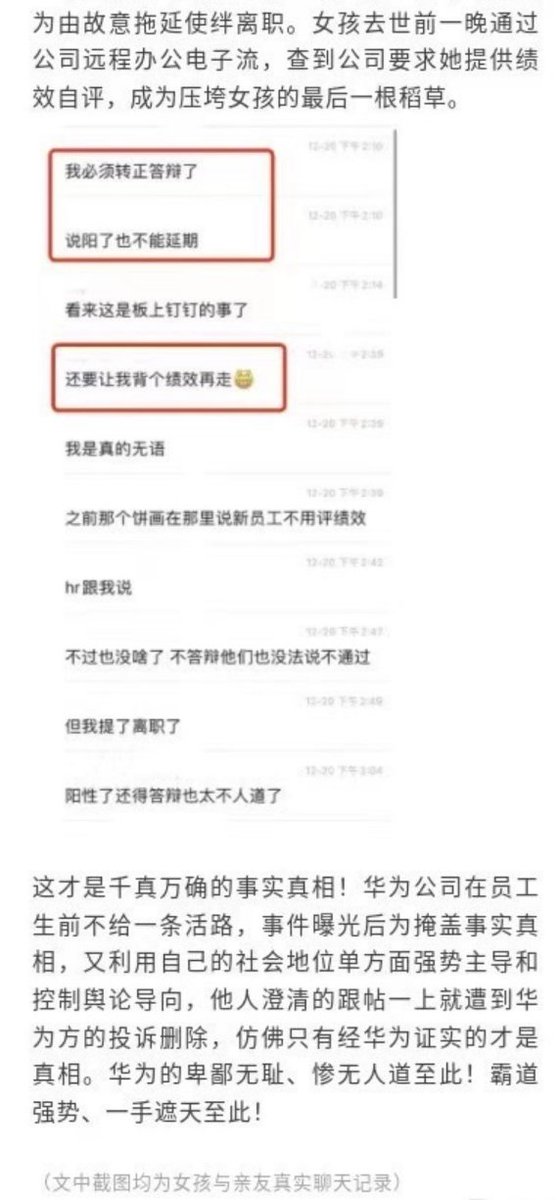 为由故意拖延使绊离职。女孩去世前一晚通过
公司远程办公电子流，查到公司要求她提供绩
效自评，成为压垮女孩的最后一根稻草。
12-20 下午2:10
我必须转正答辩了
12-20 下午2:10
说阳了也不能延期
下午2:14
看来这是板上钉钉的事了
下午2:39
还要让我背个绩效再走😅
12-20 下午2:39
我是真的无语
12-20 下午2:39
之前那个饼画在那里说新员工不用评绩效
12-20 下午2:42
hr跟我说
12-20 下午2:47
不过也没啥了 不答辩他们也没法说不通过
12-20 下午2:49
但我提了离职了
12-20 下午3:04
阳性了还得答辩也太不人道了
这才是千真万确的事实真相！华为公司在员工
生前不给一条活路，事件曝光后为掩盖事实真
相，又利用自己的社会地位单方面强势主导和
控制舆论导向，他人澄清的跟帖一上就遭到华
为方的投诉删除，仿佛只有经华为证实的才是
真相。华为的卑鄙无耻、惨无人道至此！霸道
强势、一手遮天至此！
（文中截图均为女孩与亲友真实聊天记录）